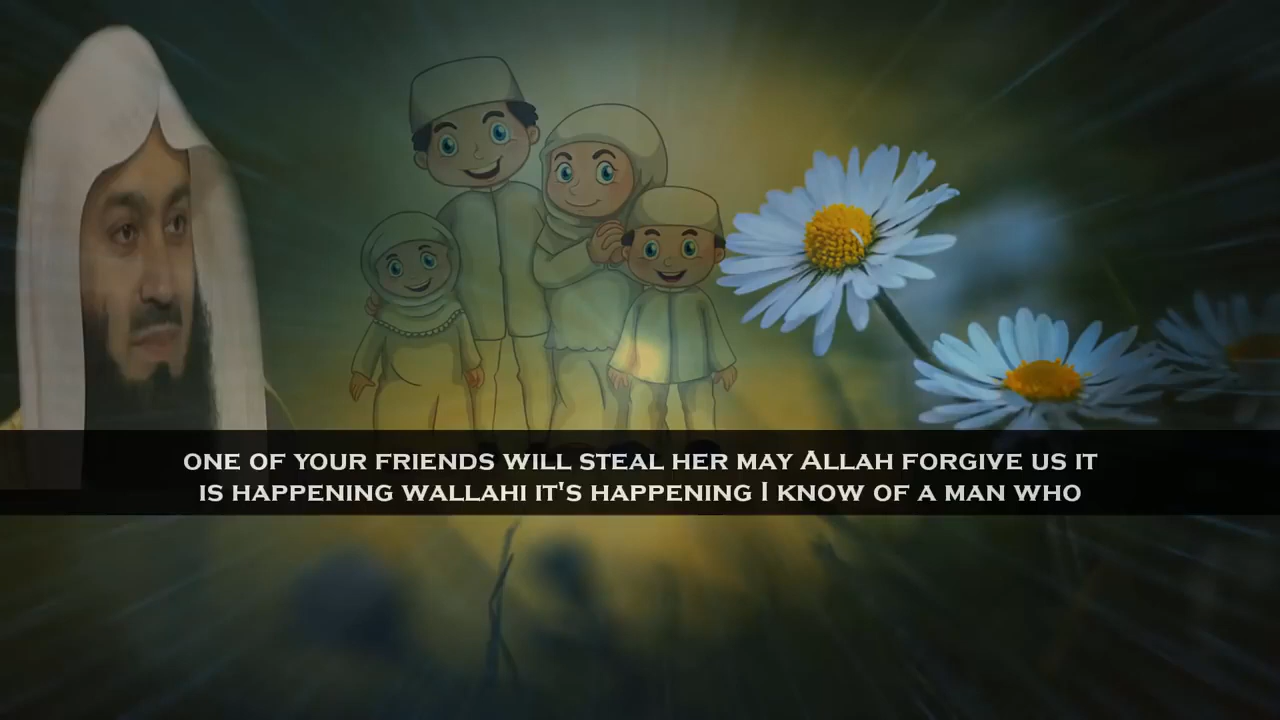 ONE OF YOUR FRIENDS WILL STEAL HER MAY ALLAH FORGIVE US IT
IS HAPPENING WALLAHI IT'S HAPPENING I KNOW OF A MAN WHO